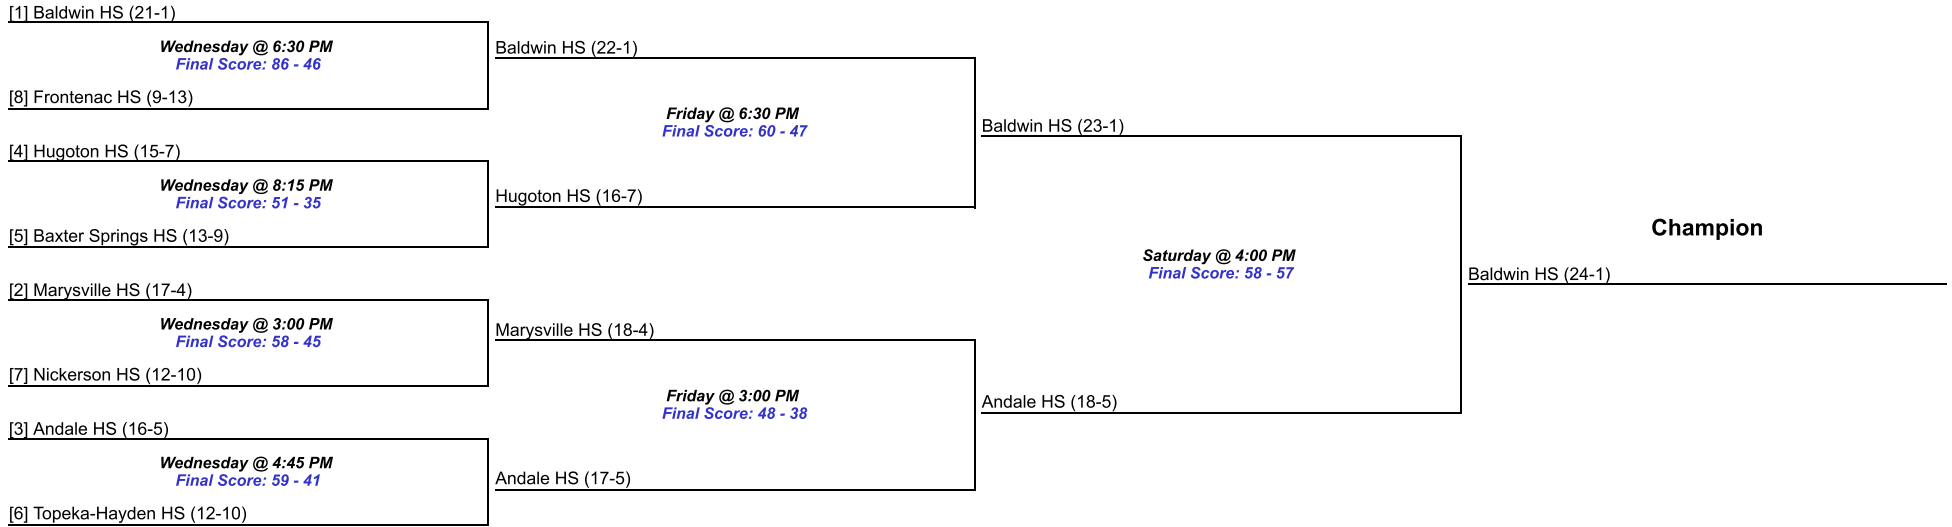 [1] Baldwin HS (21-1)
Wednesday @ 6:30 PM
Final Score: 86 - 46
[8] Frontenac HS (9-13)
[4] Hugoton HS (15-7)
Wednesday @ 8:15 PM
Final Score: 51 - 35
[5] Baxter Springs HS (13-9)
[2] Marysville HS (17-4)
Wednesday @ 3:00 PM
Final Score: 58 - 45
[7] Nickerson HS (12-10)
[3] Andale HS (16-5)
Wednesday @ 4:45 PM
Final Score: 59 - 41
[6] Topeka-Hayden HS (12-10)
Baldwin HS (22-1)
Friday @ 6:30 PM
Final Score: 60 - 47
Hugoton HS (16-7)
Marysville HS (18-4)
Friday @ 3:00 PM
Final Score: 48 - 38
Andale HS (17-5)
Baldwin HS (23-1)
Saturday @ 4:00 PM
Final Score: 58 - 57
Andale HS (18-5)
Champion
Baldwin HS (24-1)